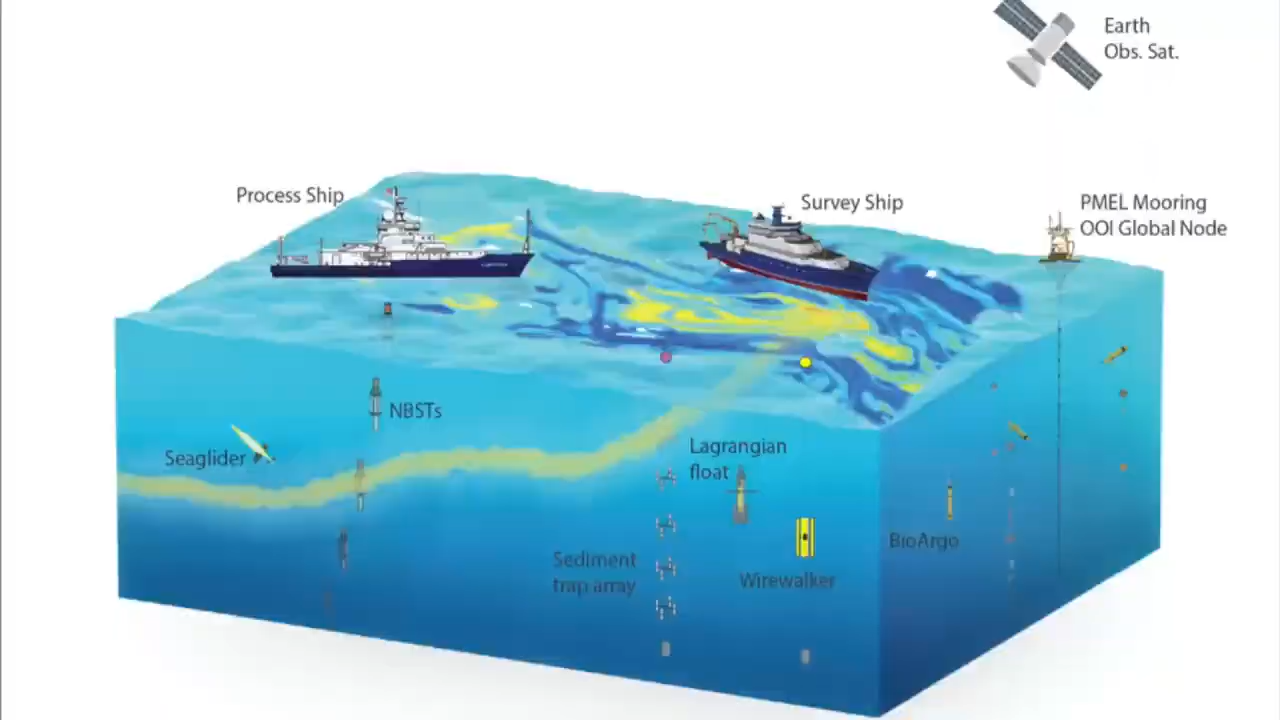 Earth
Obs. Sat.
Process Ship
Survey Ship
PMEL Mooring
OOI Global Node
NBSTs
Seaglider
Lagrangian
float
Sediment
trap array
Wirewalker
BioArgo